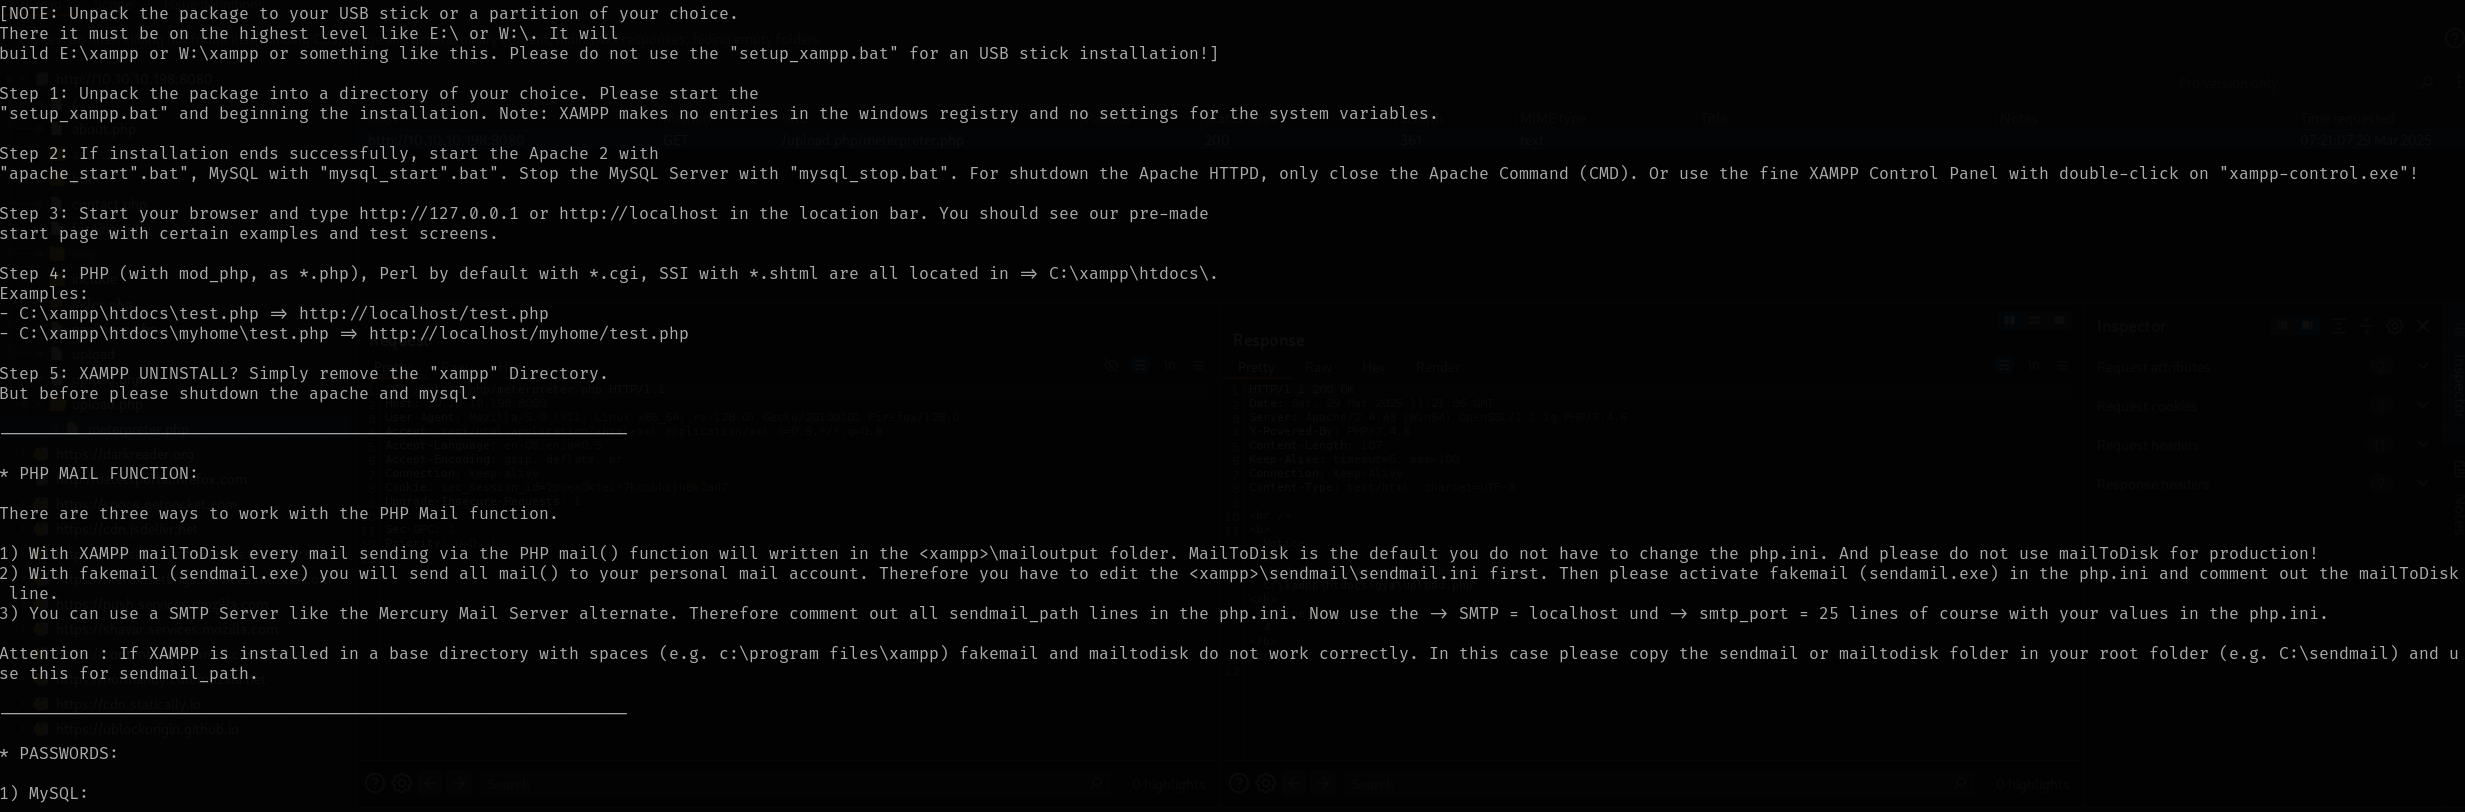 [NOTE: Unpack the package to your USB stick or a partition of your choice.
There it must be on the highest level like E:\ or W:\. It will
build E:\xampp or W:\xampp or something like this. Please do not use the "setup_xampp.bat" for an USB stick installation!]
Step 1: Unpack the package into a directory of your choice. Please start the
"setup_xampp.bat" and beginning the installation. Note: XAMPP makes no entries in the windows registry and no settings for the system variables.
Step 2: If installation ends successfully, start the Apache 2 with
"apache_start".bat", MySQL with "mysql_start".bat". Stop the MySQL Server with "mysql_stop.bat". For shutdown the Apache HTTPD, only close the Apache Command (CMD). Or use the fine XAMPP Control Panel with double-click on "xampp-control.exe"!
Step 3: Start your browser and type http://127.0.0.1 or http://localhost in the location bar. You should see our pre-made
start page with certain examples and test screens.
Step 4: PHP (with mod_php, as *.php), Perl by default with *.cgi, SSI with *.shtml are all located in => C:\xampp\htdocs\.
Examples:
- C:\xampp\htdocs\test.php => http://localhost/test.php
- C:\xampp\htdocs\myhome\test.php => http://localhost/myhome/test.php
Step 5: XAMPP UNINSTALL? Simply remove the "xampp" Directory.
But before please shutdown the apache and mysql.
* PHP MAIL FUNCTION:
There are three ways to work with the PHP Mail function.
1) With XAMPP mailToDisk every mail sending via the PHP mail() function will written in the <xampp>\mailoutput folder. MailToDisk is the default you do not have to change the php.ini. And please do not use mailToDisk for production!
2) With fakemail (sendmail.exe) you will send all mail() to your personal mail account. Therefore you have to edit the <xampp>\sendmail\sendmail.ini first. Then please activate fakemail (sendamil.exe) in the php.ini and comment out the mailToDisk
line.
3) You can use a SMTP Server like the Mercury Mail Server alternate. Therefore comment out all sendmail_path lines in the php.ini. Now use the -> SMTP = localhost und -> smtp_port = 25 lines of course with your values in the php.ini.
Attention : If XAMPP is installed in a base directory with spaces (e.g. c:\program files\xampp) fakemail and mailtodisk do not work correctly. In this case please copy the sendmail or mailtodisk folder in your root folder (e.g. C:\sendmail) and u
se this for sendmail_path.
* PASSWORDS:
1) MySQL: